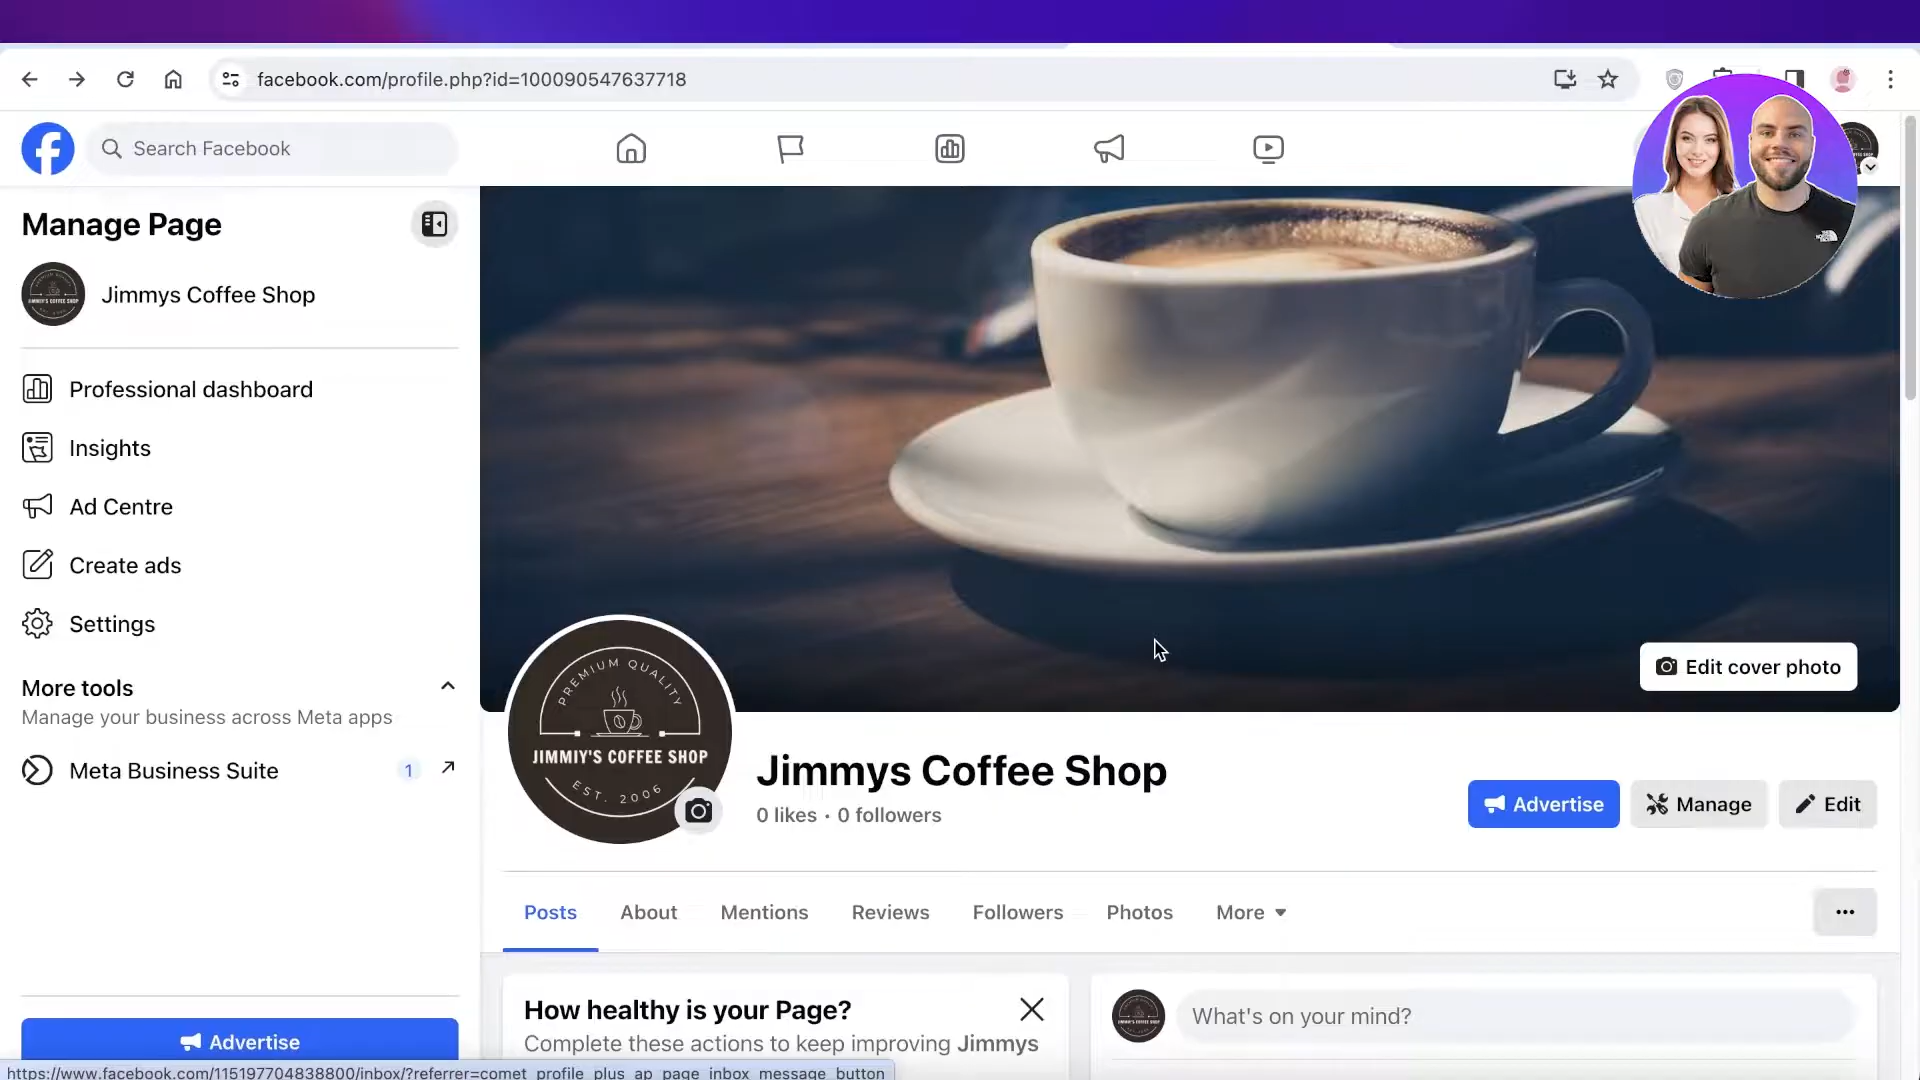 facebook.com/profile.php?id=100090547637718
Search Facebook
Manage Page
Jimmys Coffee Shop
Professional dashboard
Insights
Ad Centre
Create ads
Settings
More tools
Manage your business across Meta apps
Meta Business Suite 1
Advertise
Edit cover photo
PREMIUM QUALITY
JIMMIY'S COFFEE SHOP
EST. 2006
Jimmys Coffee Shop
0 likes • 0 followers
Advertise Manage Edit
Posts About Mentions Reviews Followers Photos More
How healthy is your Page?
Complete these actions to keep improving Jimmys
What's on your mind?
https://www.facebook.com/115197704838800/inbox/?referrer=comet_profile_plus_ap_page_inbox_message_button